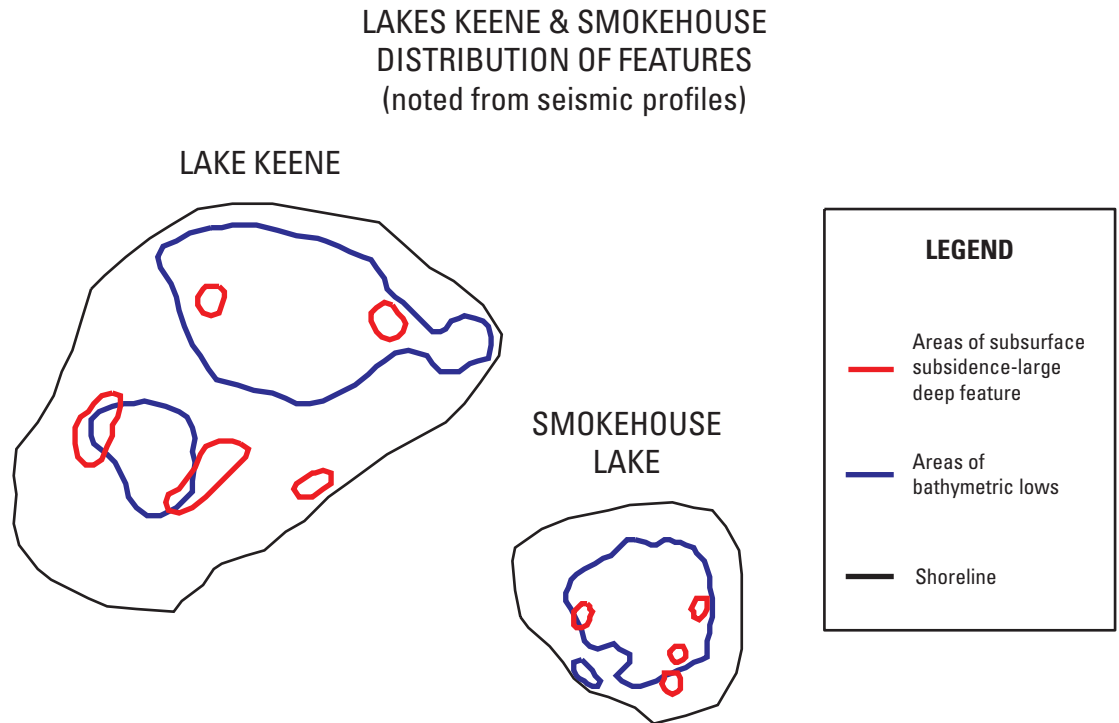 LAKES KEENE & SMOKEHOUSE
DISTRIBUTION OF FEATURES
(noted from seismic profiles)
LAKE KEENE
SMOKEHOUSE
LAKE
LEGEND
Areas of subsurface
subsidence-large
deep feature
Areas of
bathymetric lows
Shoreline